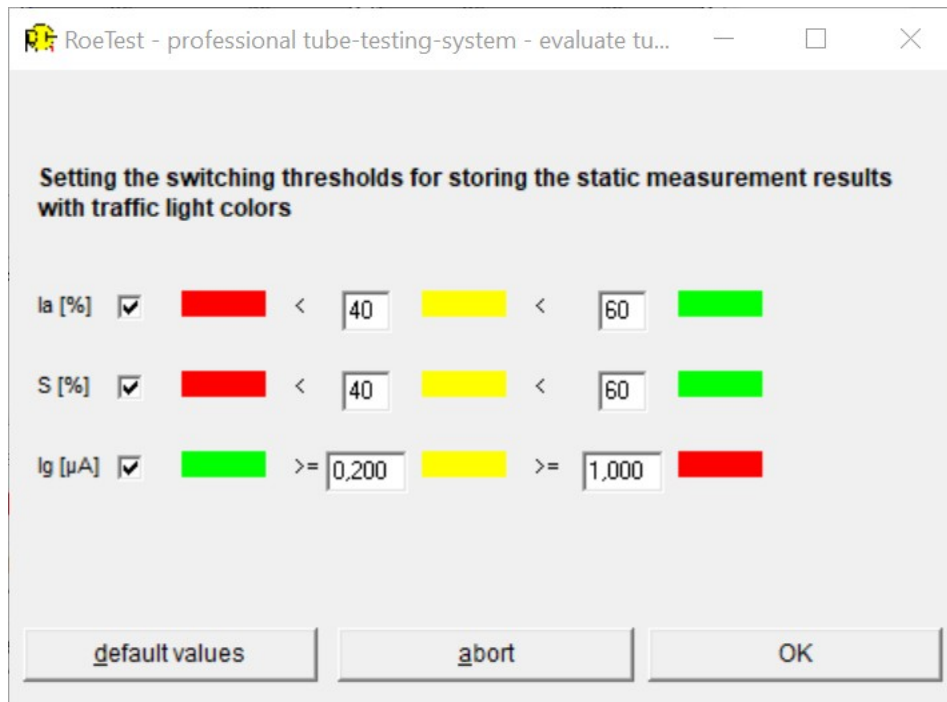 RoeTest - professional tube-testing-system - evaluate tu...
Setting the switching thresholds for storing the static measurement results
with traffic light colors
Ia [%] < 40 < 60
S [%] < 40 < 60
Ig [µA] >= 0,200 >= 1,000
default values abort OK